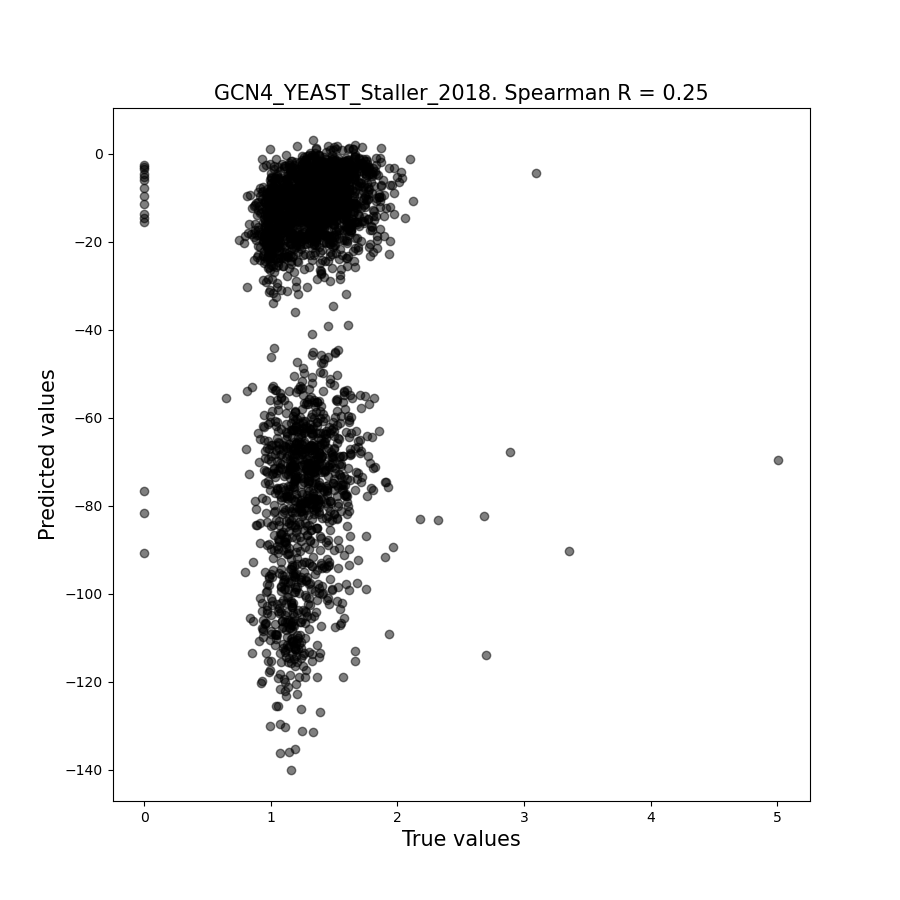 GCN4_YEAST_Staller_2018. Spearman R = 0.25
0
−20
−40
−60
−80
−100
−120
−140
Predicted values
0 1 2 3 4 5
True values